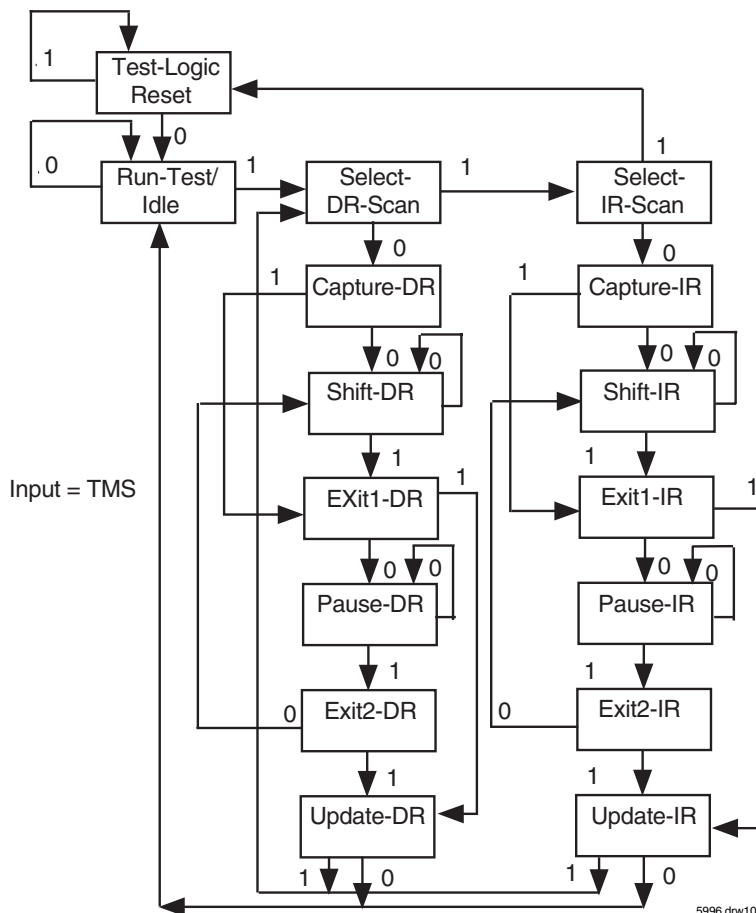 1
Test-Logic
Reset
0
0
Run-Test/
Idle
1
Select-
DR-Scan
1
Select-
IR-Scan
1
0
0
1
Capture-DR
1
Capture-IR
0
0
0
0
Shift-DR
Shift-IR
1
1
Input = TMS
EXit1-DR
1
Exit1-IR
1
0
0
0
0
Pause-DR
Pause-IR
1
1
0
Exit2-DR
0
Exit2-IR
1
1
Update-DR
Update-IR
1
0
1
0
5996 drw10